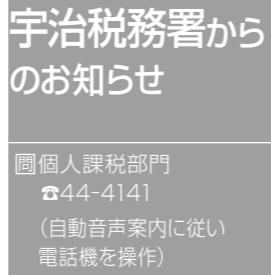 宇治税務署から
のお知らせ
問個人課税部門
☎44-4141
（自動音声案内に従い
電話機を操作）